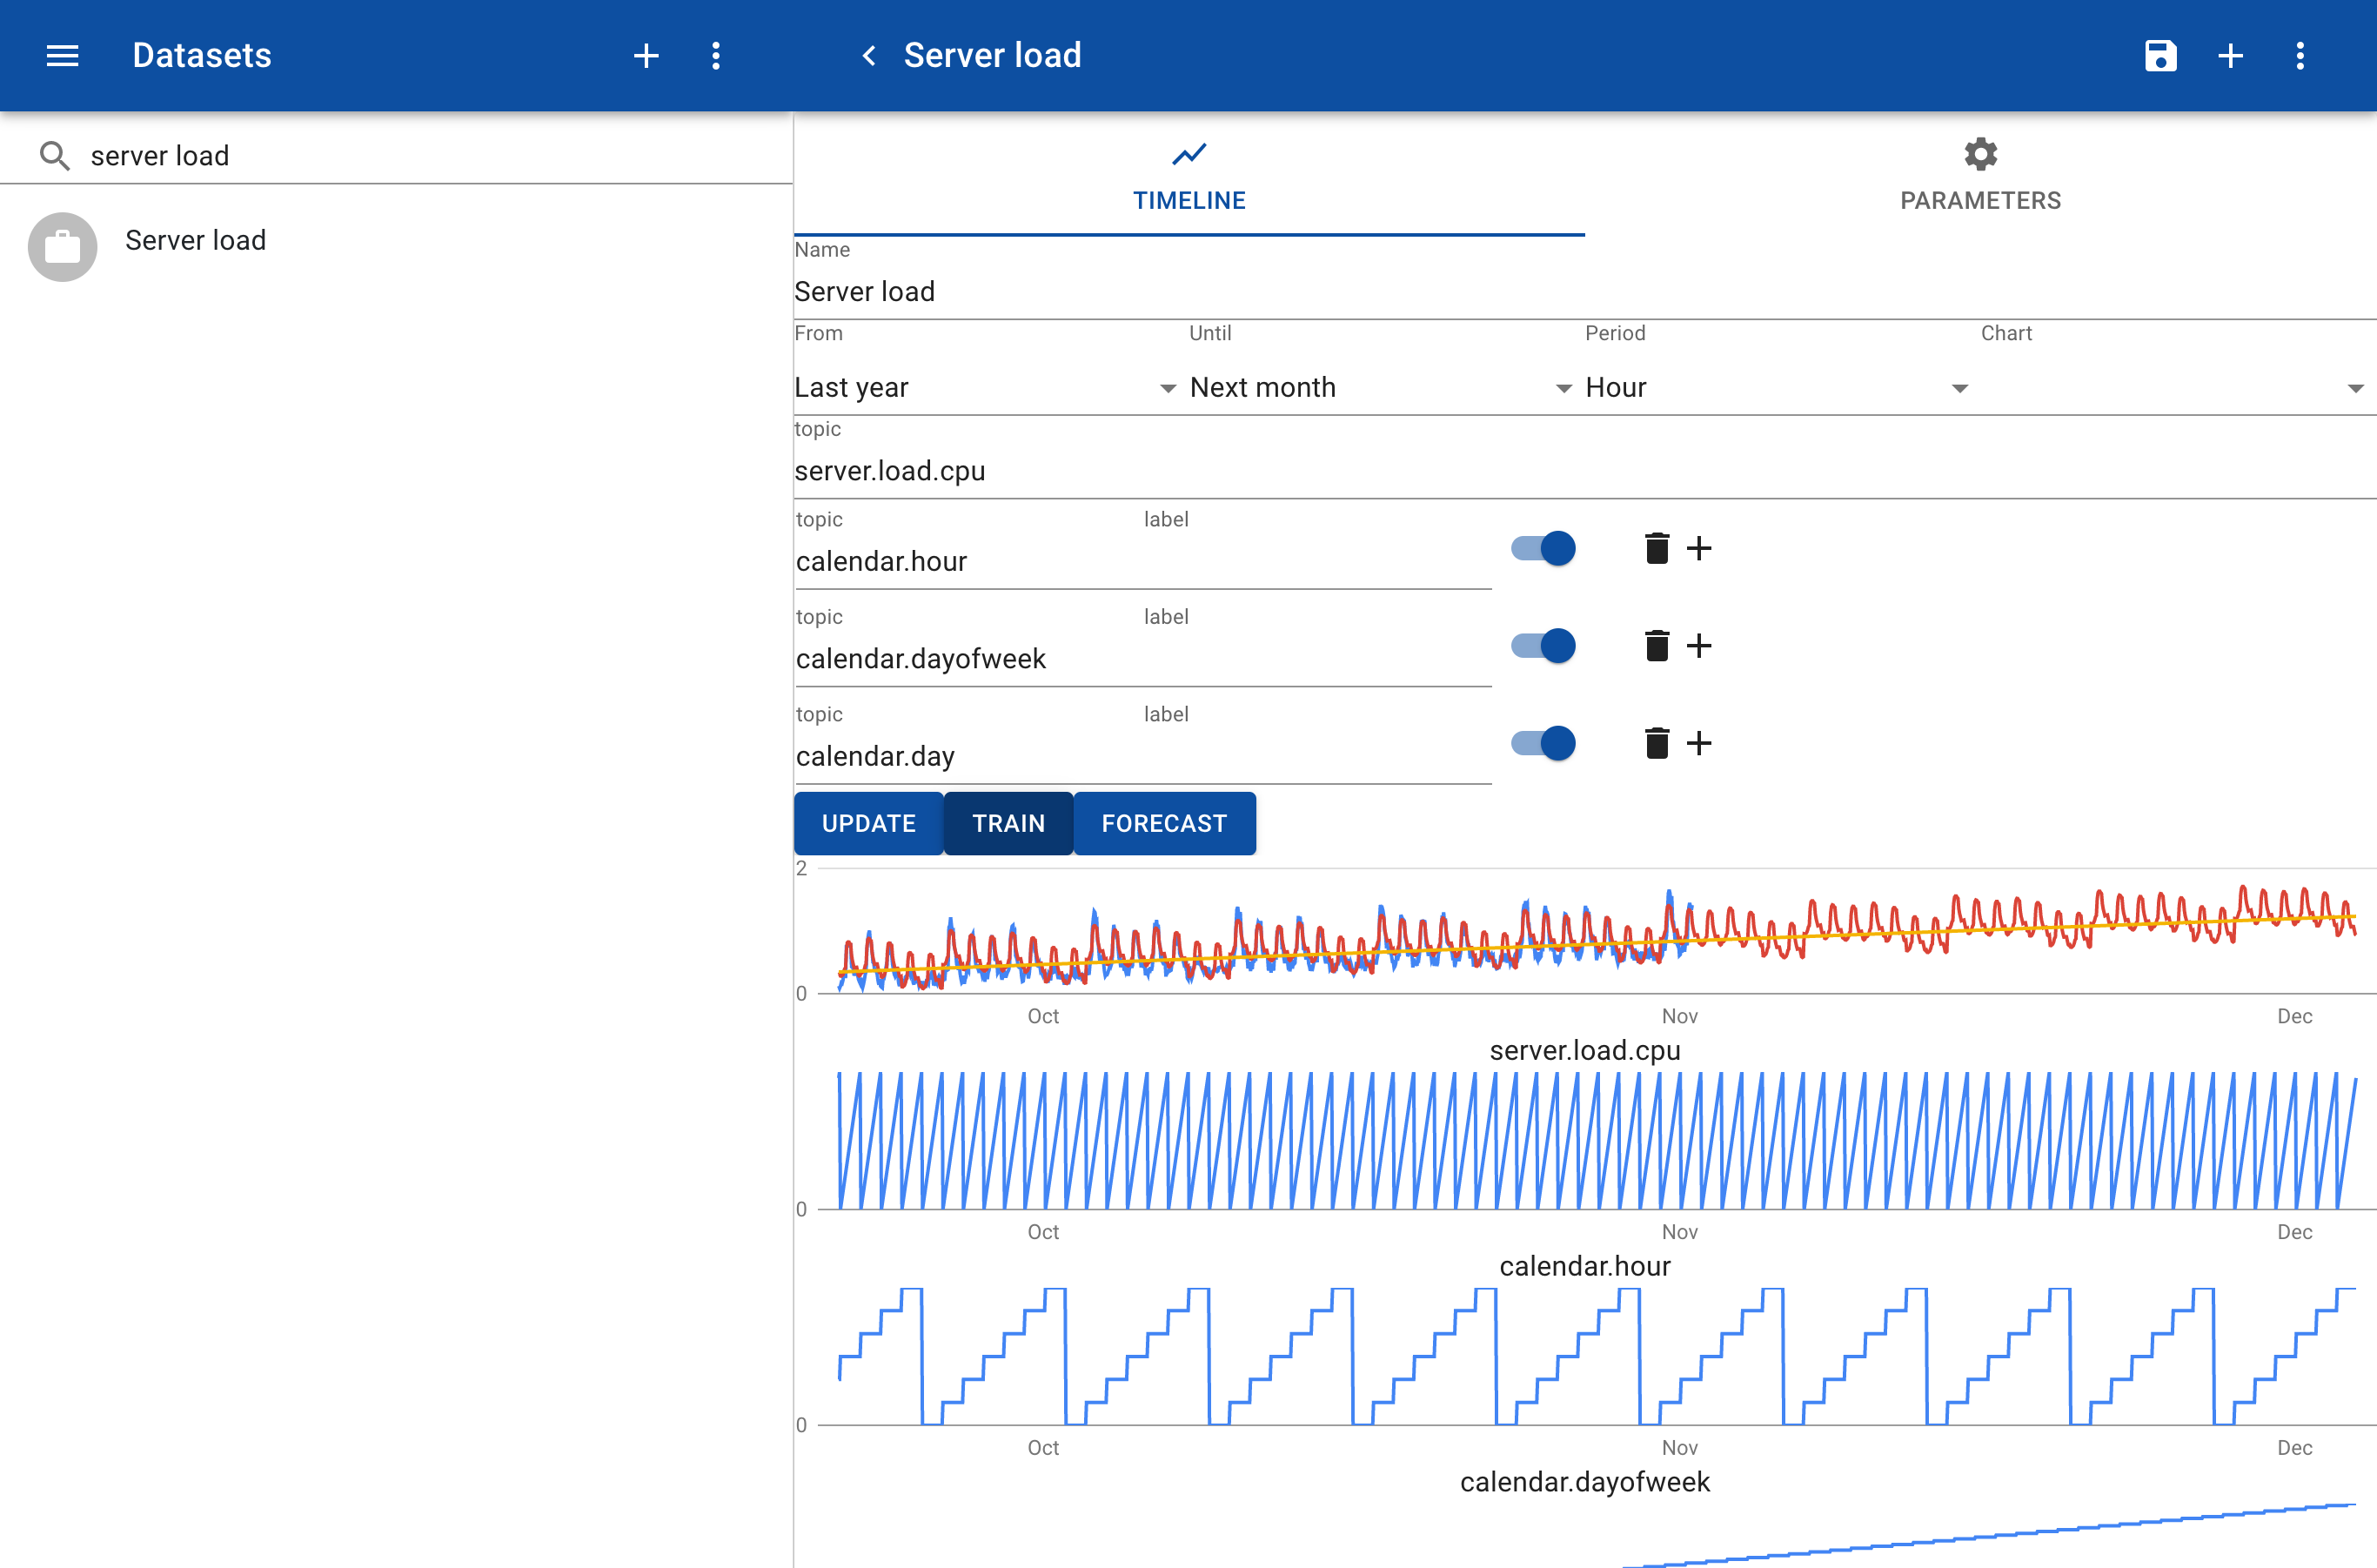 Datasets
Server load
server load
Server load
TIMELINE
PARAMETERS
Name
Server load
From Until Period Chart
Last year Next month Hour
topic
server.load.cpu
topic label
calendar.hour
topic label
calendar.dayofweek
topic label
calendar.day
UPDATE TRAIN FORECAST
2
0
Oct Nov Dec
server.load.cpu
0
Oct Nov Dec
calendar.hour
0
Oct Nov Dec
calendar.dayofweek